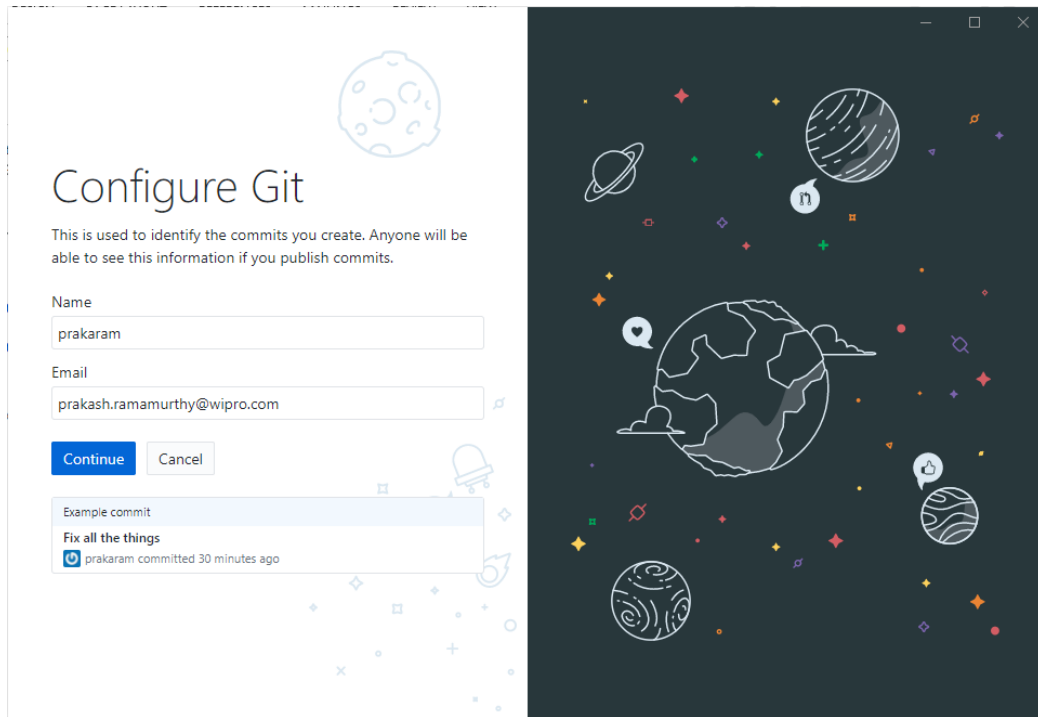 Configure Git
This is used to identify the commits you create. Anyone will be
able to see this information if you publish commits.
Name
prakaram
Email
prakash.ramamurthy@wipro.com
Continue Cancel
Example commit
Fix all the things
prakaram committed 30 minutes ago